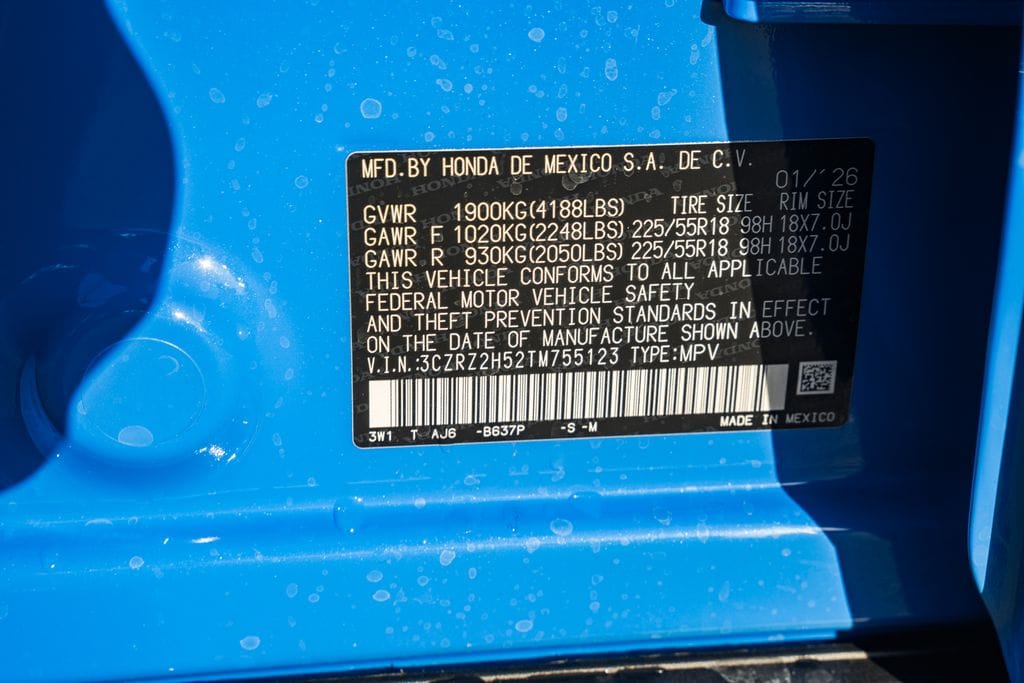 MFD.BY HONDA DE MEXICO S.A. DE C.V.
01/'26
GVWR 1900KG(4188LBS) TIRE SIZE RIM SIZE
GAWR F 1020KG(2248LBS) 225/55R18 98H 18X7.0J
GAWR R 930KG(2050LBS) 225/55R18 98H 18X7.0J
THIS VEHICLE CONFORMS TO ALL APPLICABLE
FEDERAL MOTOR VEHICLE SAFETY
AND THEFT PREVENTION STANDARDS IN EFFECT
ON THE DATE OF MANUFACTURE SHOWN ABOVE.
V.I.N.:3CZRZ2H52TM755123 TYPE:MPV
3W1 T AJ6 -B637P -S -M MADE IN MEXICO